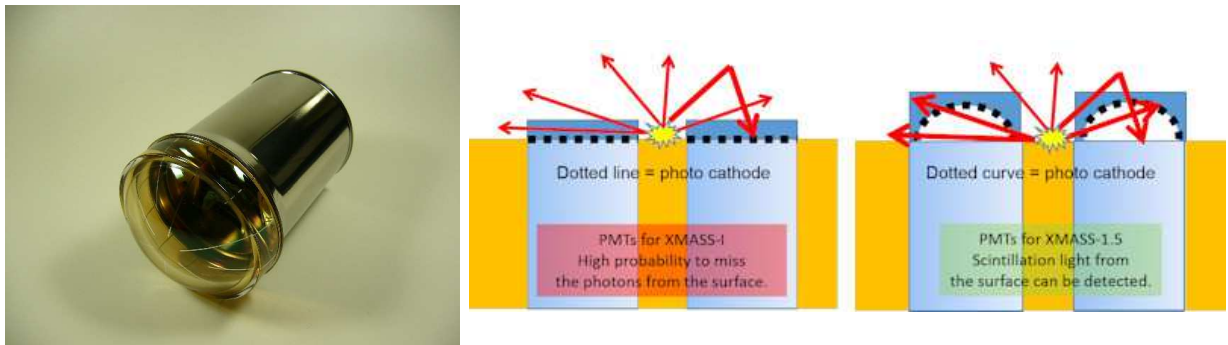 Dotted line = photo cathode
PMTs for XMASS-I
High probability to miss
the photons from the surface.
Dotted curve = photo cathode
PMTs for XMASS-1.5
Scintillation light from
the surface can be detected.